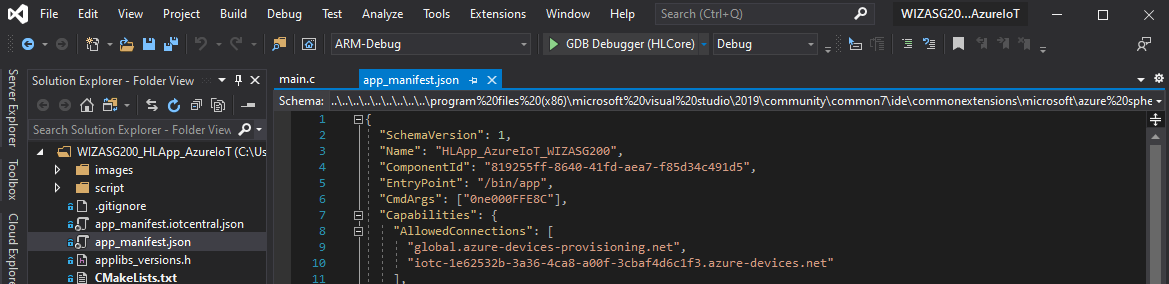 File Edit View Project Build Debug Test Analyze Tools Extensions Window Help Search (Ctrl+Q) WIZASG20...AzureIoT
ARM-Debug GDB Debugger (HLCore) Debug
Server Explorer
Toolbox
Cloud Explorer
Solution Explorer - Folder View
Search Solution Explorer - Folder View
WIZASG200_HLApp_AzureIoT (C:\Us
images
script
.gitignore
app_manifest.iotcentral.json
app_manifest.json
applibs_versions.h
CMakeLists.txt
main.c app_manifest.json
Schema: ..\..\..\..\..\..\..\..\..\..\program%20files%20(x86)\microsoft%20visual%20studio\2019\community\common7\ide\commonextensions\microsoft\azure%20sphe
1 {
2 "SchemaVersion": 1,
3 "Name": "HLApp_AzureIoT_WIZASG200",
4 "ComponentId": "819255ff-8640-41fd-aea7-f85d34c491d5",
5 "EntryPoint": "/bin/app",
6 "CmdArgs": ["0ne000FFE8C"],
7 "Capabilities": {
8 "AllowedConnections": [
9 "global.azure-devices-provisioning.net",
10 "iotc-1e62532b-3a36-4ca8-a00f-3cbaf4d6c1f3.azure-devices.net"
11 ],